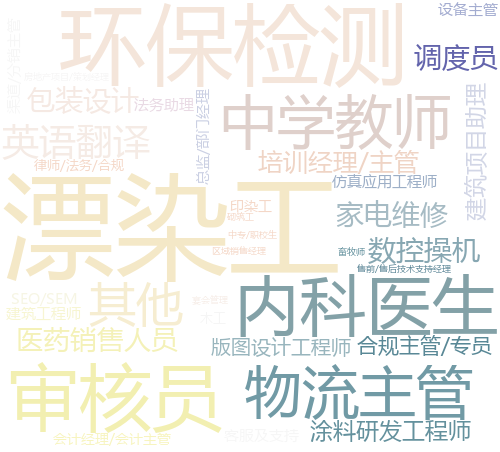 设备主管
环保检测
调度员
包装设计
法务助理
总监/部门经理
中学教师
建筑项目助理
英语翻译
律师/法务/合规
培训经理/主管
仿真应用工程师
漂染工
印染工
家电维修
中专/职校生
区域销售经理
畜牧师
数控操机
售前/售后技术支持经理
其他
内科医生
SEO/SEM
建筑工程师
木工
医药销售人员
版图设计工程师
合规主管/专员
审核员
物流主管
涂料研发工程师
会计经理/会计主管
客服及支持